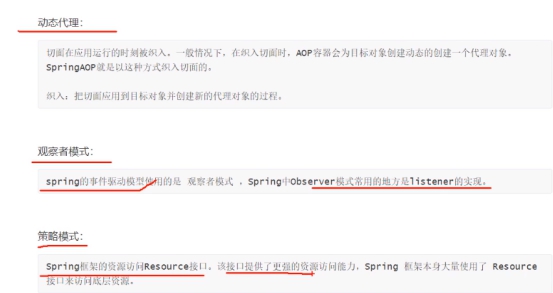 动态代理：
切面在应用运行的时刻被织入。一般情况下，在织入切面时，AOP容器会为目标对象创建动态的创建一个代理对象。
SpringAOP就是以这种方式织入切面的。
织入：把切面应用到目标对象并创建新的代理对象的过程。
观察者模式：
spring的事件驱动模型使用的是 观察者模式 ，Spring中Observer模式常用的地方是listener的实现。
策略模式：
Spring框架的资源访问Resource接口。该接口提供了更强的资源访问能力，Spring 框架本身大量使用了 Resource
接口来访问底层资源。